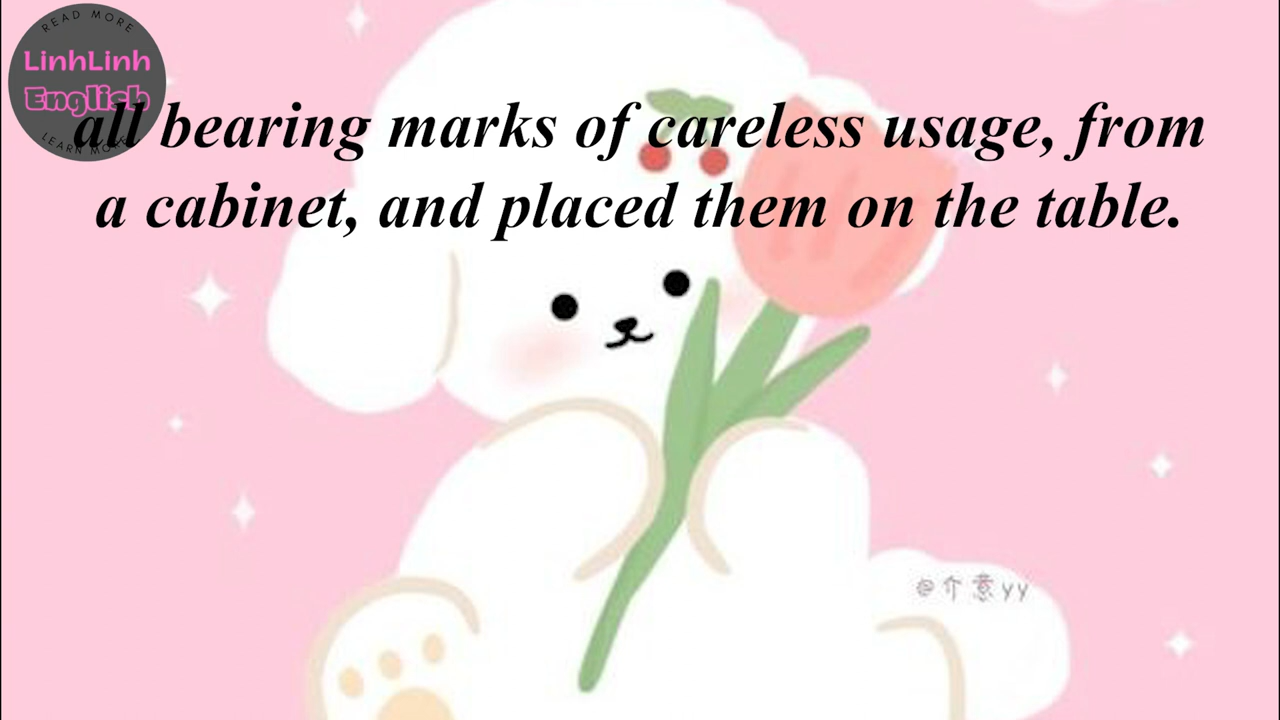 READ MORE
LinhLinh
English
LEARN MORE
all bearing marks of careless usage, from
a cabinet, and placed them on the table.
@介意yy